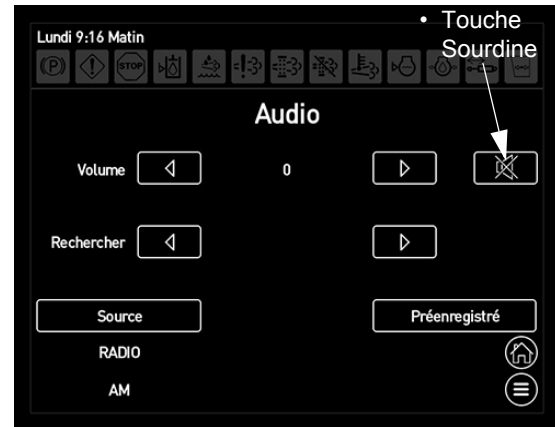 • Touche
Sourdine
Lundi 9:16 Matin
STOP
Audio
Volume 0
Rechercher
Source Préenregistré
RADIO
AM